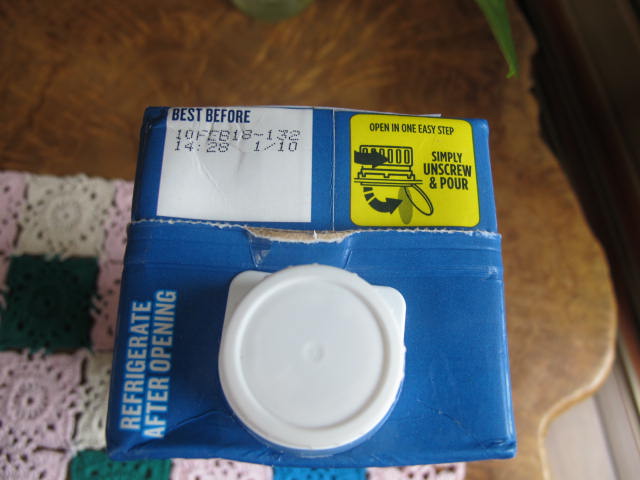 BEST BEFORE
10FEB18-132
14:28 1/10
OPEN IN ONE EASY STEP
SIMPLY
UNSCREW
& POUR
REFRIGERATE
AFTER OPENING